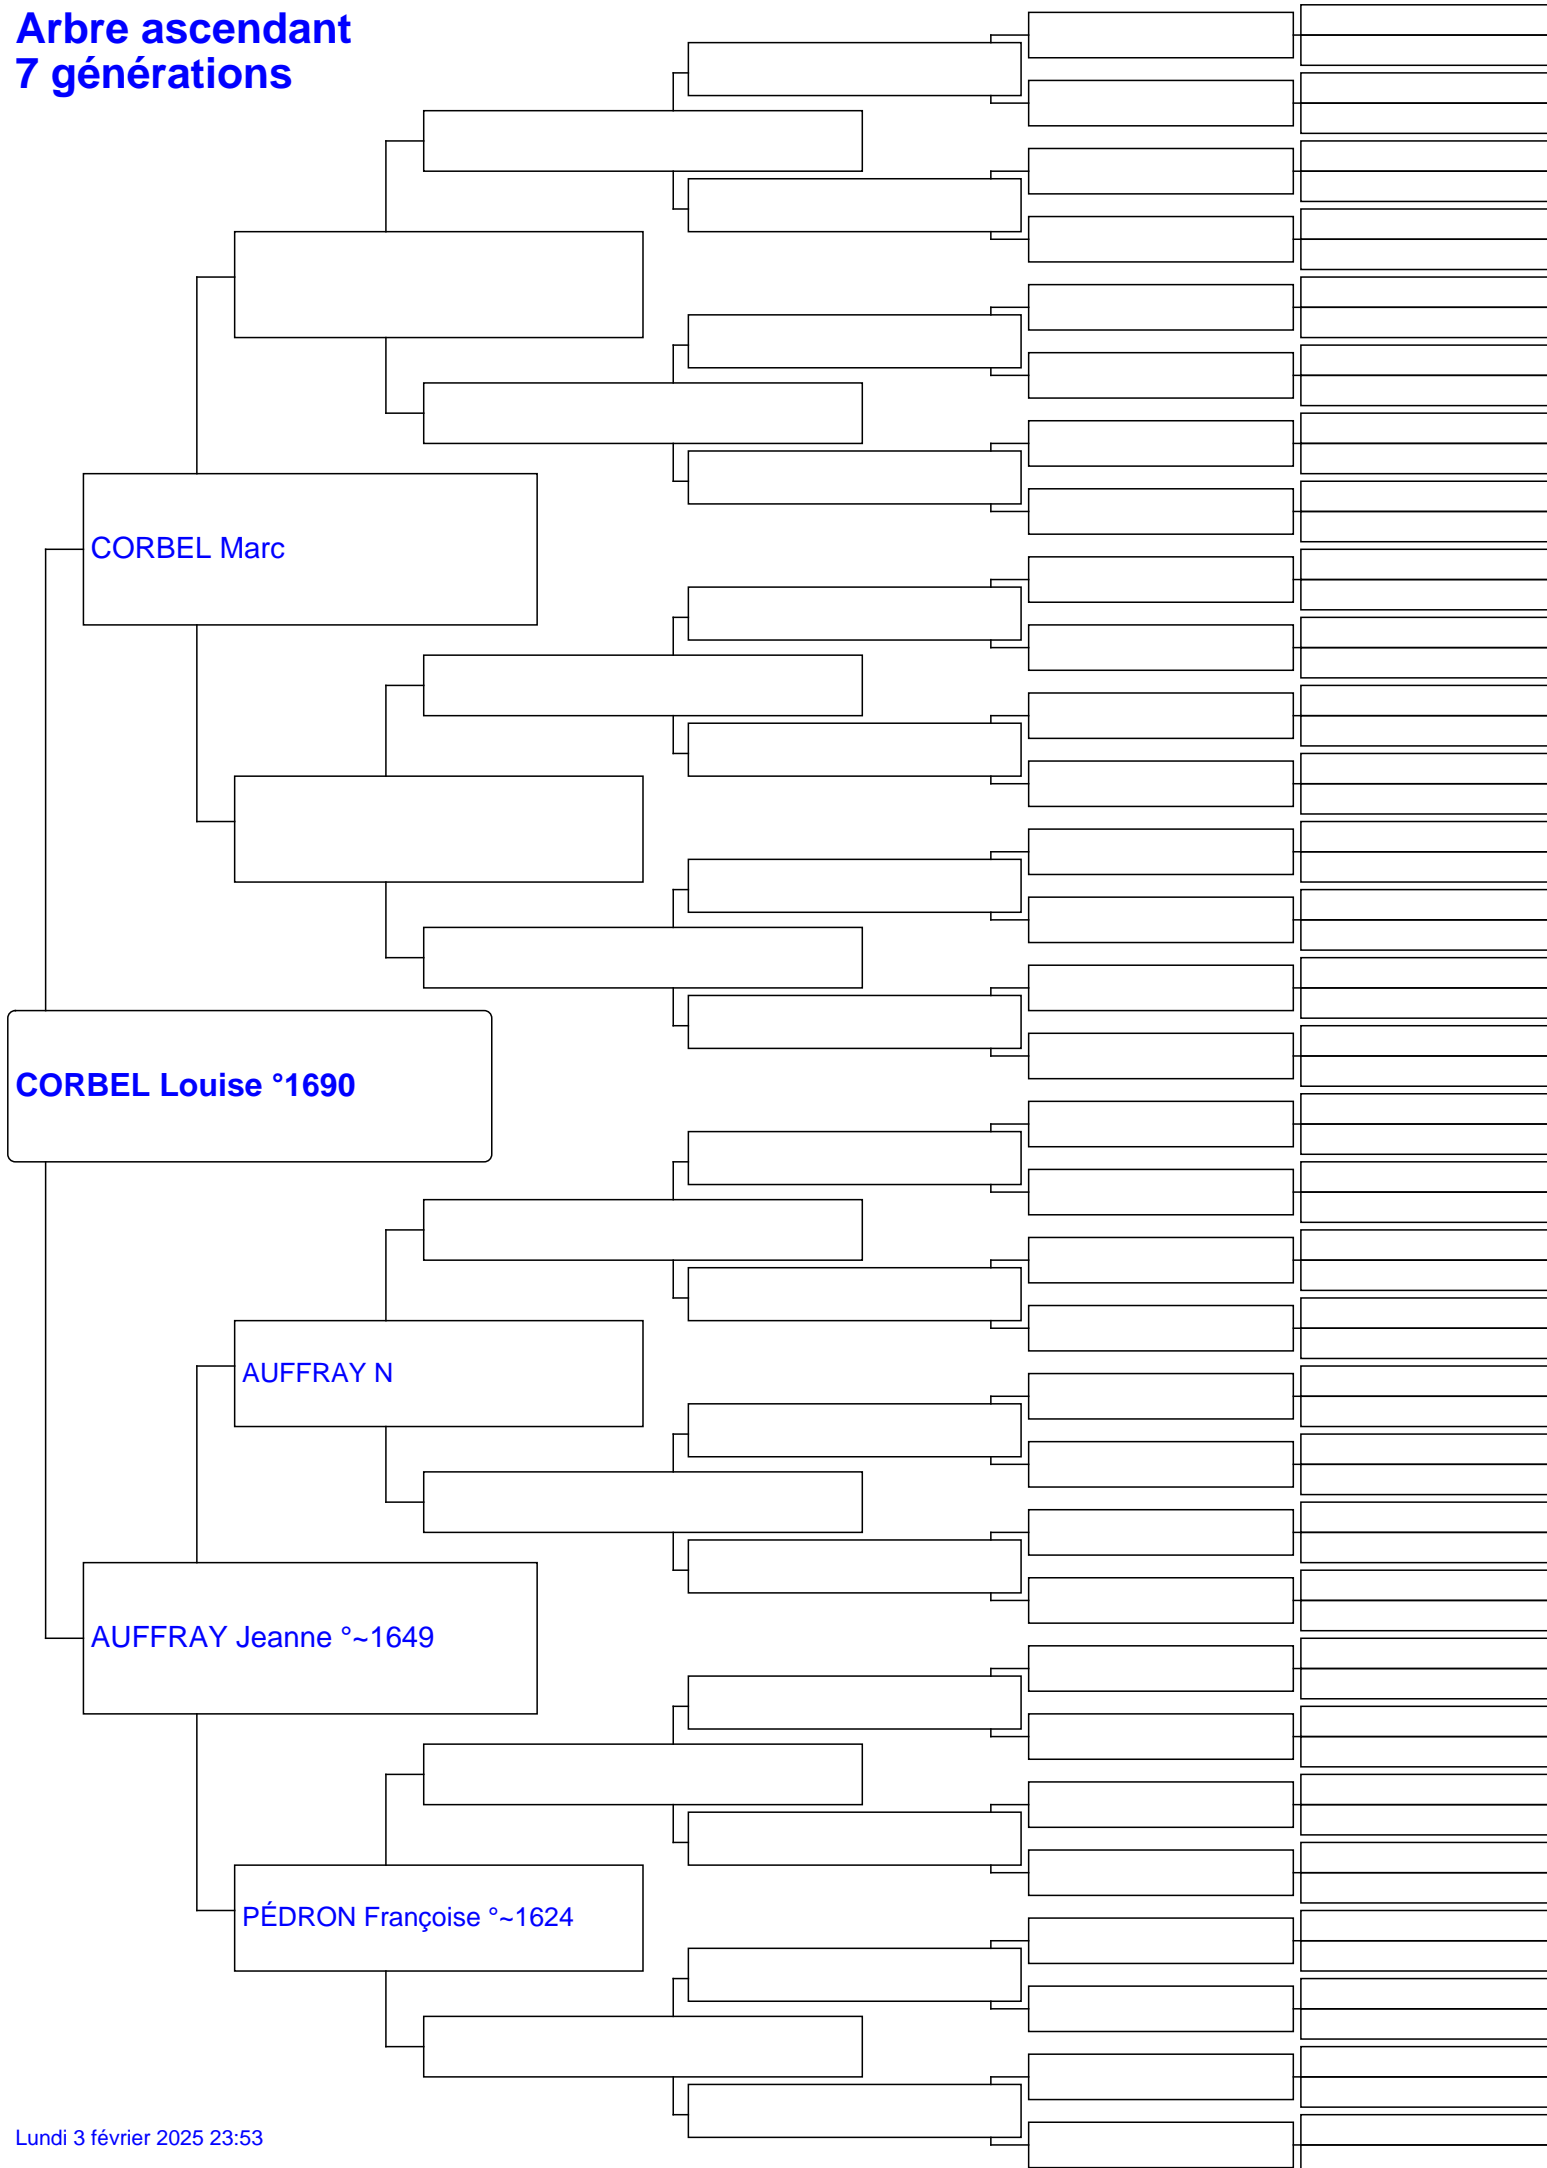 Arbre ascendant
7 générations
CORBEL Marc
CORBEL Louise °1690
AUFFRAY N
AUFFRAY Jeanne °~1649
PÉDRON Françoise °~1624
Lundi 3 février 2025 23:53